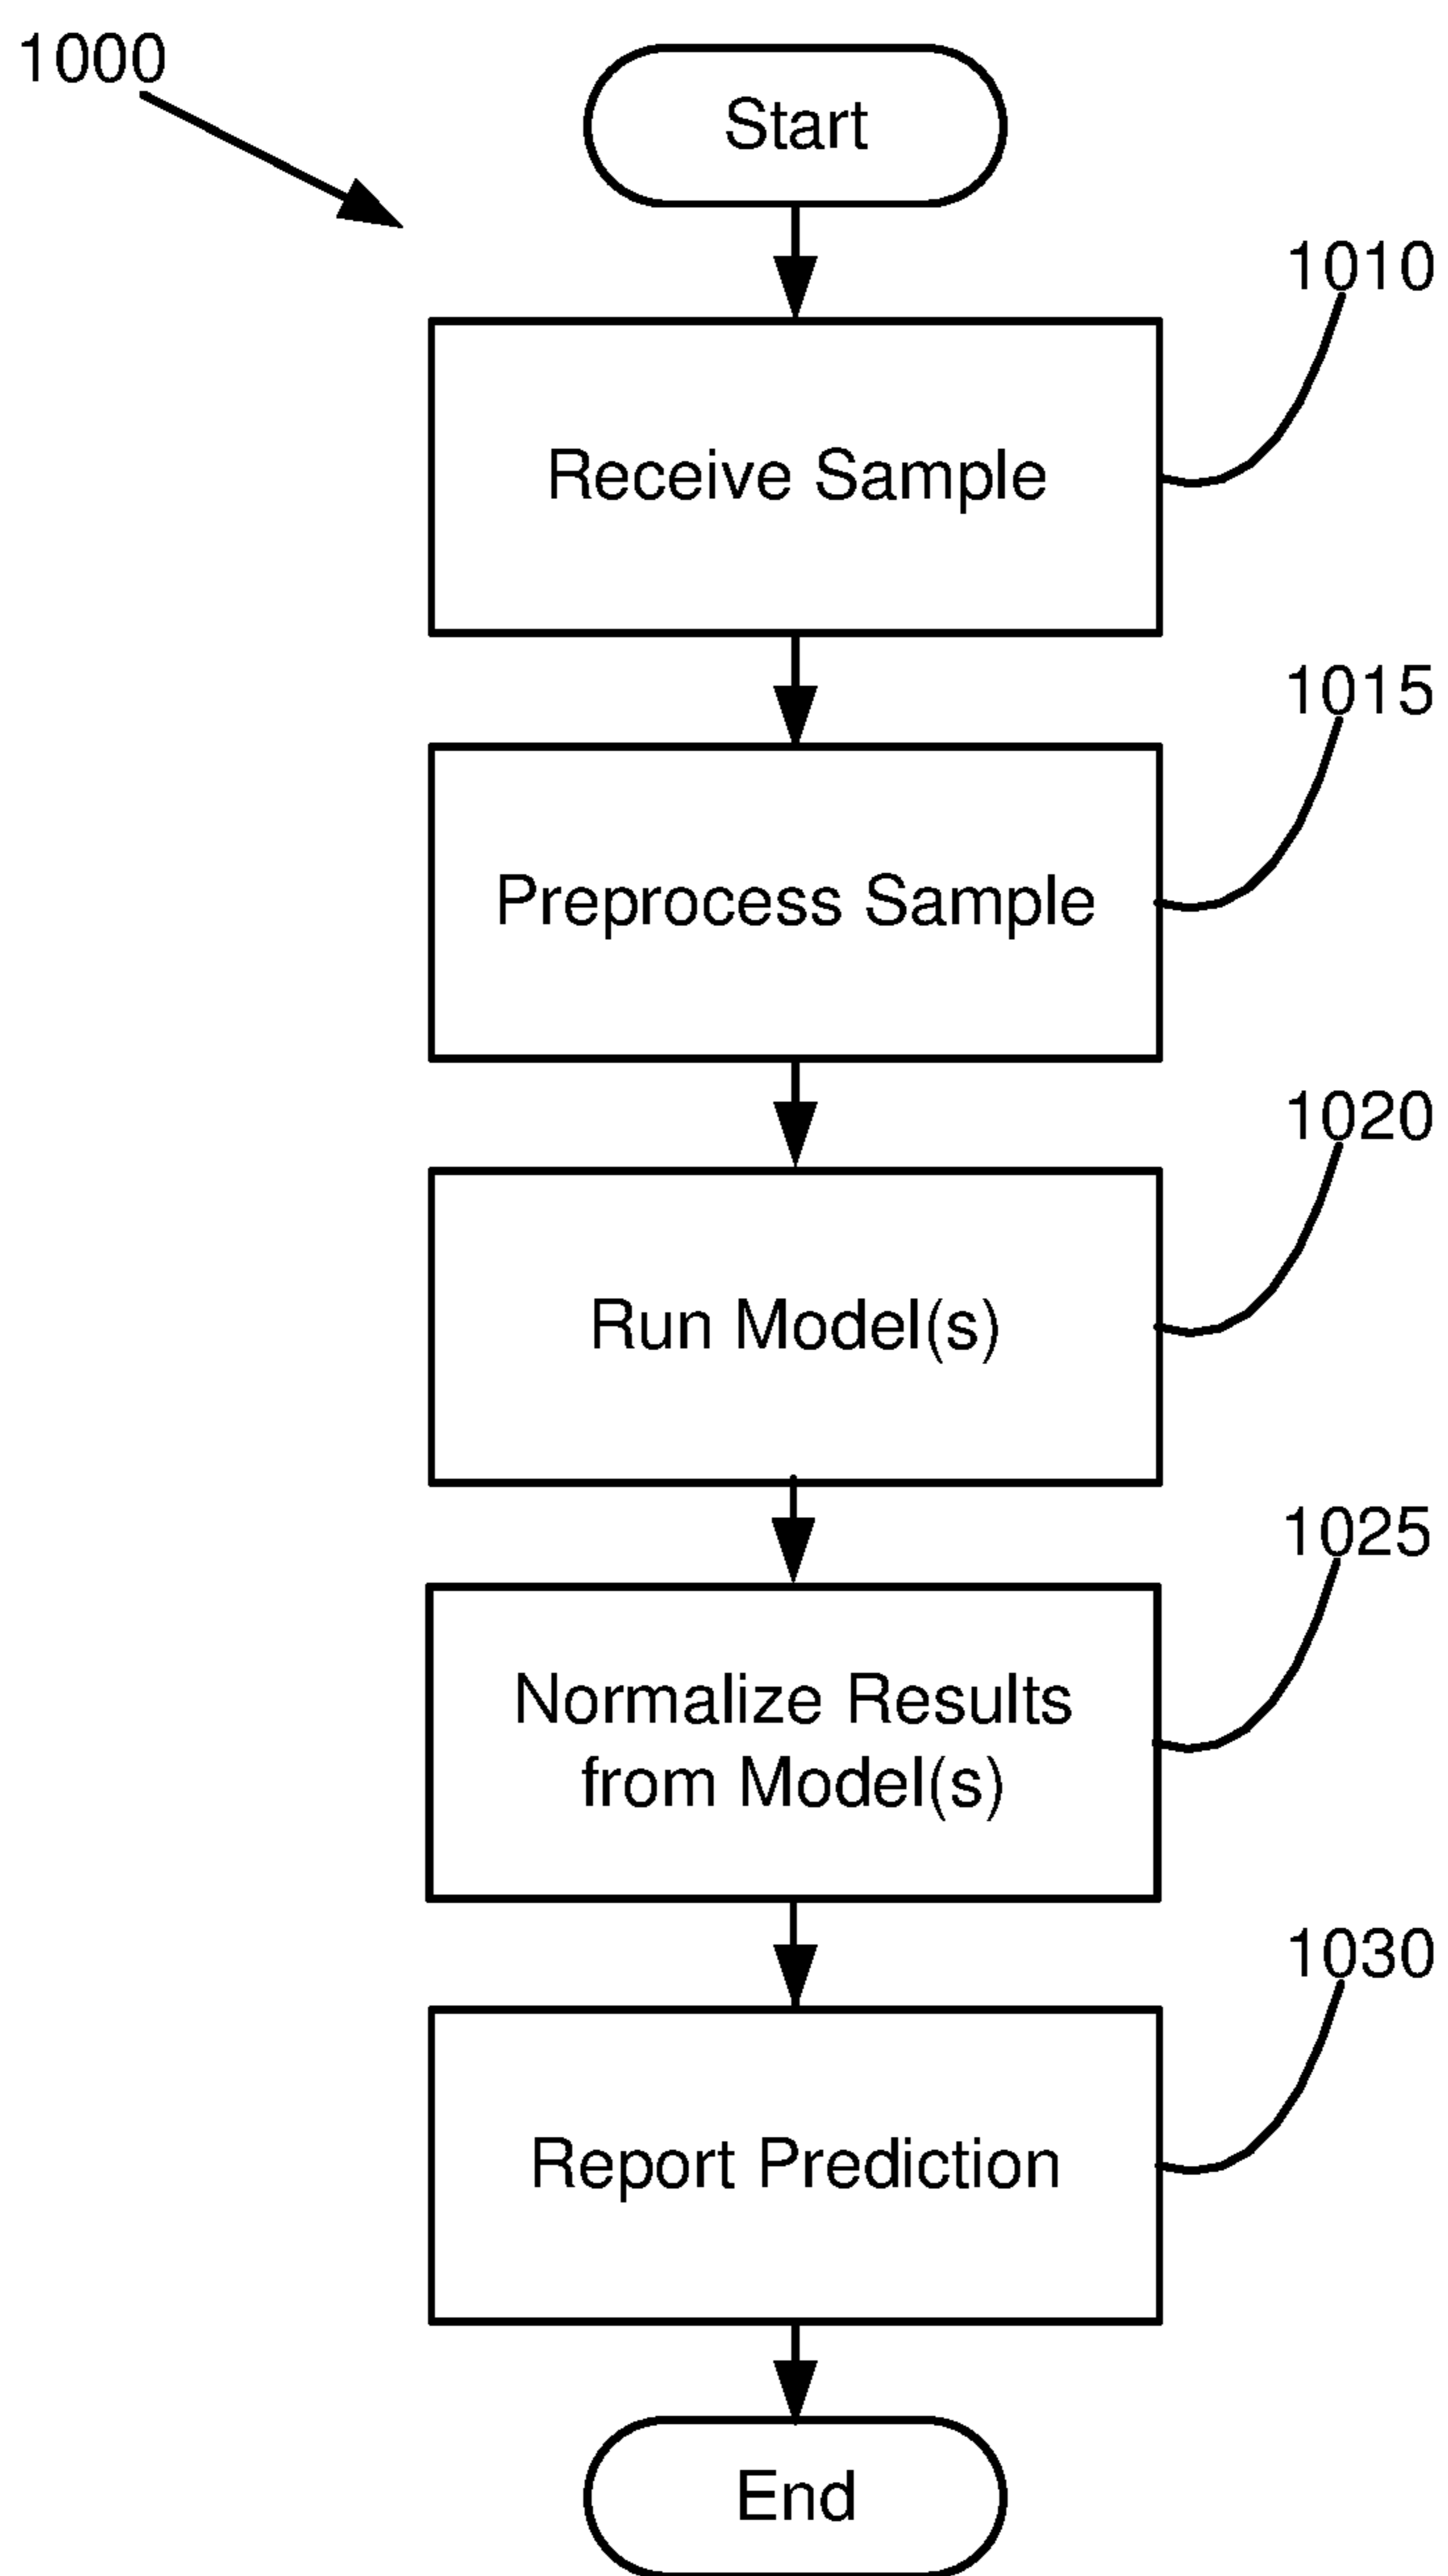 1000
Start
1010
Receive Sample
1015
Preprocess Sample
1020
Run Model(s)
1025
Normalize Results
from Model(s)
1030
Report Prediction
End